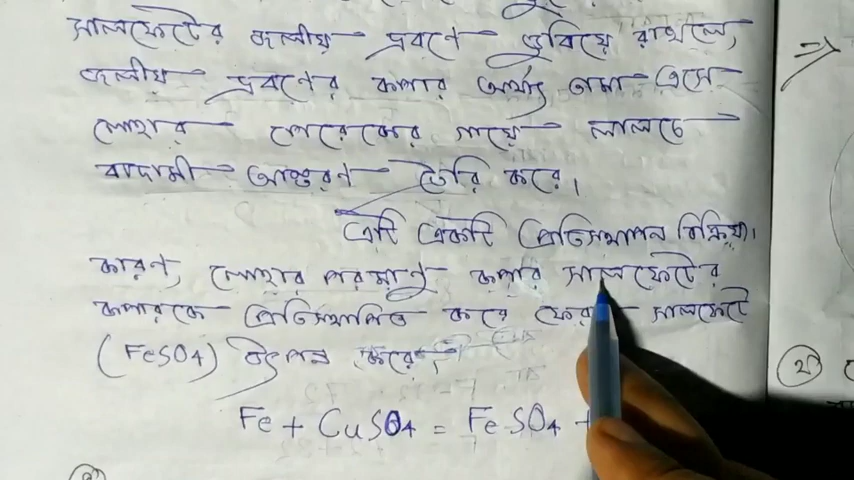 সালফেটের জলীয় দ্রবণে ডুবিয়ে রাখলে,
জলীয় দ্রবণের কপার অর্থাৎ তামা এসে
লোহার পেরেকের গায়ে লালচে
বাদামী আস্তরণ তৈরি করে।
এটি একটি প্রতিস্থাপন বিক্রিয়া।
কারণ, লোহার পরমাণু কপার সালফেটের
কপারকে প্রতিস্থাপিত করে ফেরাস সালফেট
(FeSO4) উৎপন্ন করে।
Fe + CuSO4 = FeSO4 +